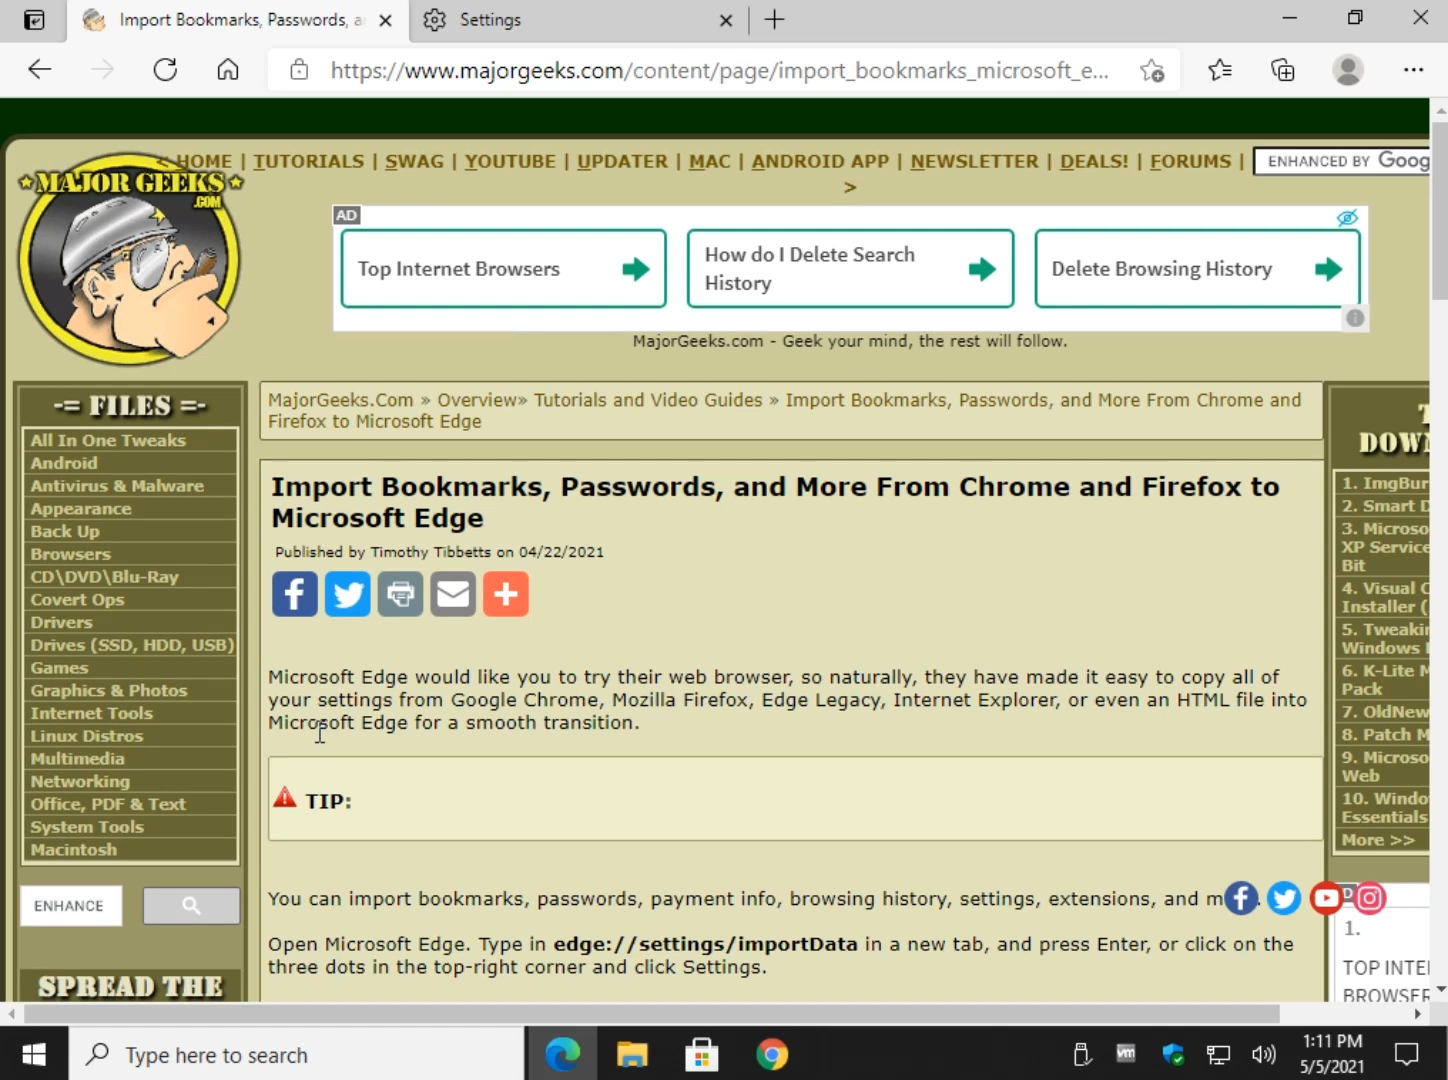 Import Bookmarks, Passwords, a
Settings
https://www.majorgeeks.com/content/page/import_bookmarks_microsoft_e...
MAJOR GEEKS
.COM
< HOME | TUTORIALS | SWAG | YOUTUBE | UPDATER | MAC | ANDROID APP | NEWSLETTER | DEALS! | FORUMS |
>
ENHANCED BY Goog
AD
Top Internet Browsers
How do I Delete Search
History
Delete Browsing History
MajorGeeks.com - Geek your mind, the rest will follow.
-= FILES =-
All In One Tweaks
Android
Antivirus & Malware
Appearance
Back Up
Browsers
CD\DVD\Blu-Ray
Covert Ops
Drivers
Drives (SSD, HDD, USB)
Games
Graphics & Photos
Internet Tools
Linux Distros
Multimedia
Networking
Office, PDF & Text
System Tools
Macintosh
ENHANCE
SPREAD THE
MajorGeeks.Com » Overview» Tutorials and Video Guides » Import Bookmarks, Passwords, and More From Chrome and
Firefox to Microsoft Edge
Import Bookmarks, Passwords, and More From Chrome and Firefox to
Microsoft Edge
Published by Timothy Tibbetts on 04/22/2021
Microsoft Edge would like you to try their web browser, so naturally, they have made it easy to copy all of
your settings from Google Chrome, Mozilla Firefox, Edge Legacy, Internet Explorer, or even an HTML file into
Microsoft Edge for a smooth transition.
TIP:
You can import bookmarks, passwords, payment info, browsing history, settings, extensions, and m
Open Microsoft Edge. Type in edge://settings/importData in a new tab, and press Enter, or click on the
three dots in the top-right corner and click Settings.
T
DOWN
1. ImgBur
2. Smart D
3. Microso
XP Service
Bit
4. Visual C
Installer (
5. Tweakin
Windows
6. K-Lite M
Pack
7. OldNew
8. Patch M
9. Microso
Web
10. Windo
Essentials
More >>
1.
TOP INTE
BROWSER
Type here to search
vm
1:11 PM
5/5/2021